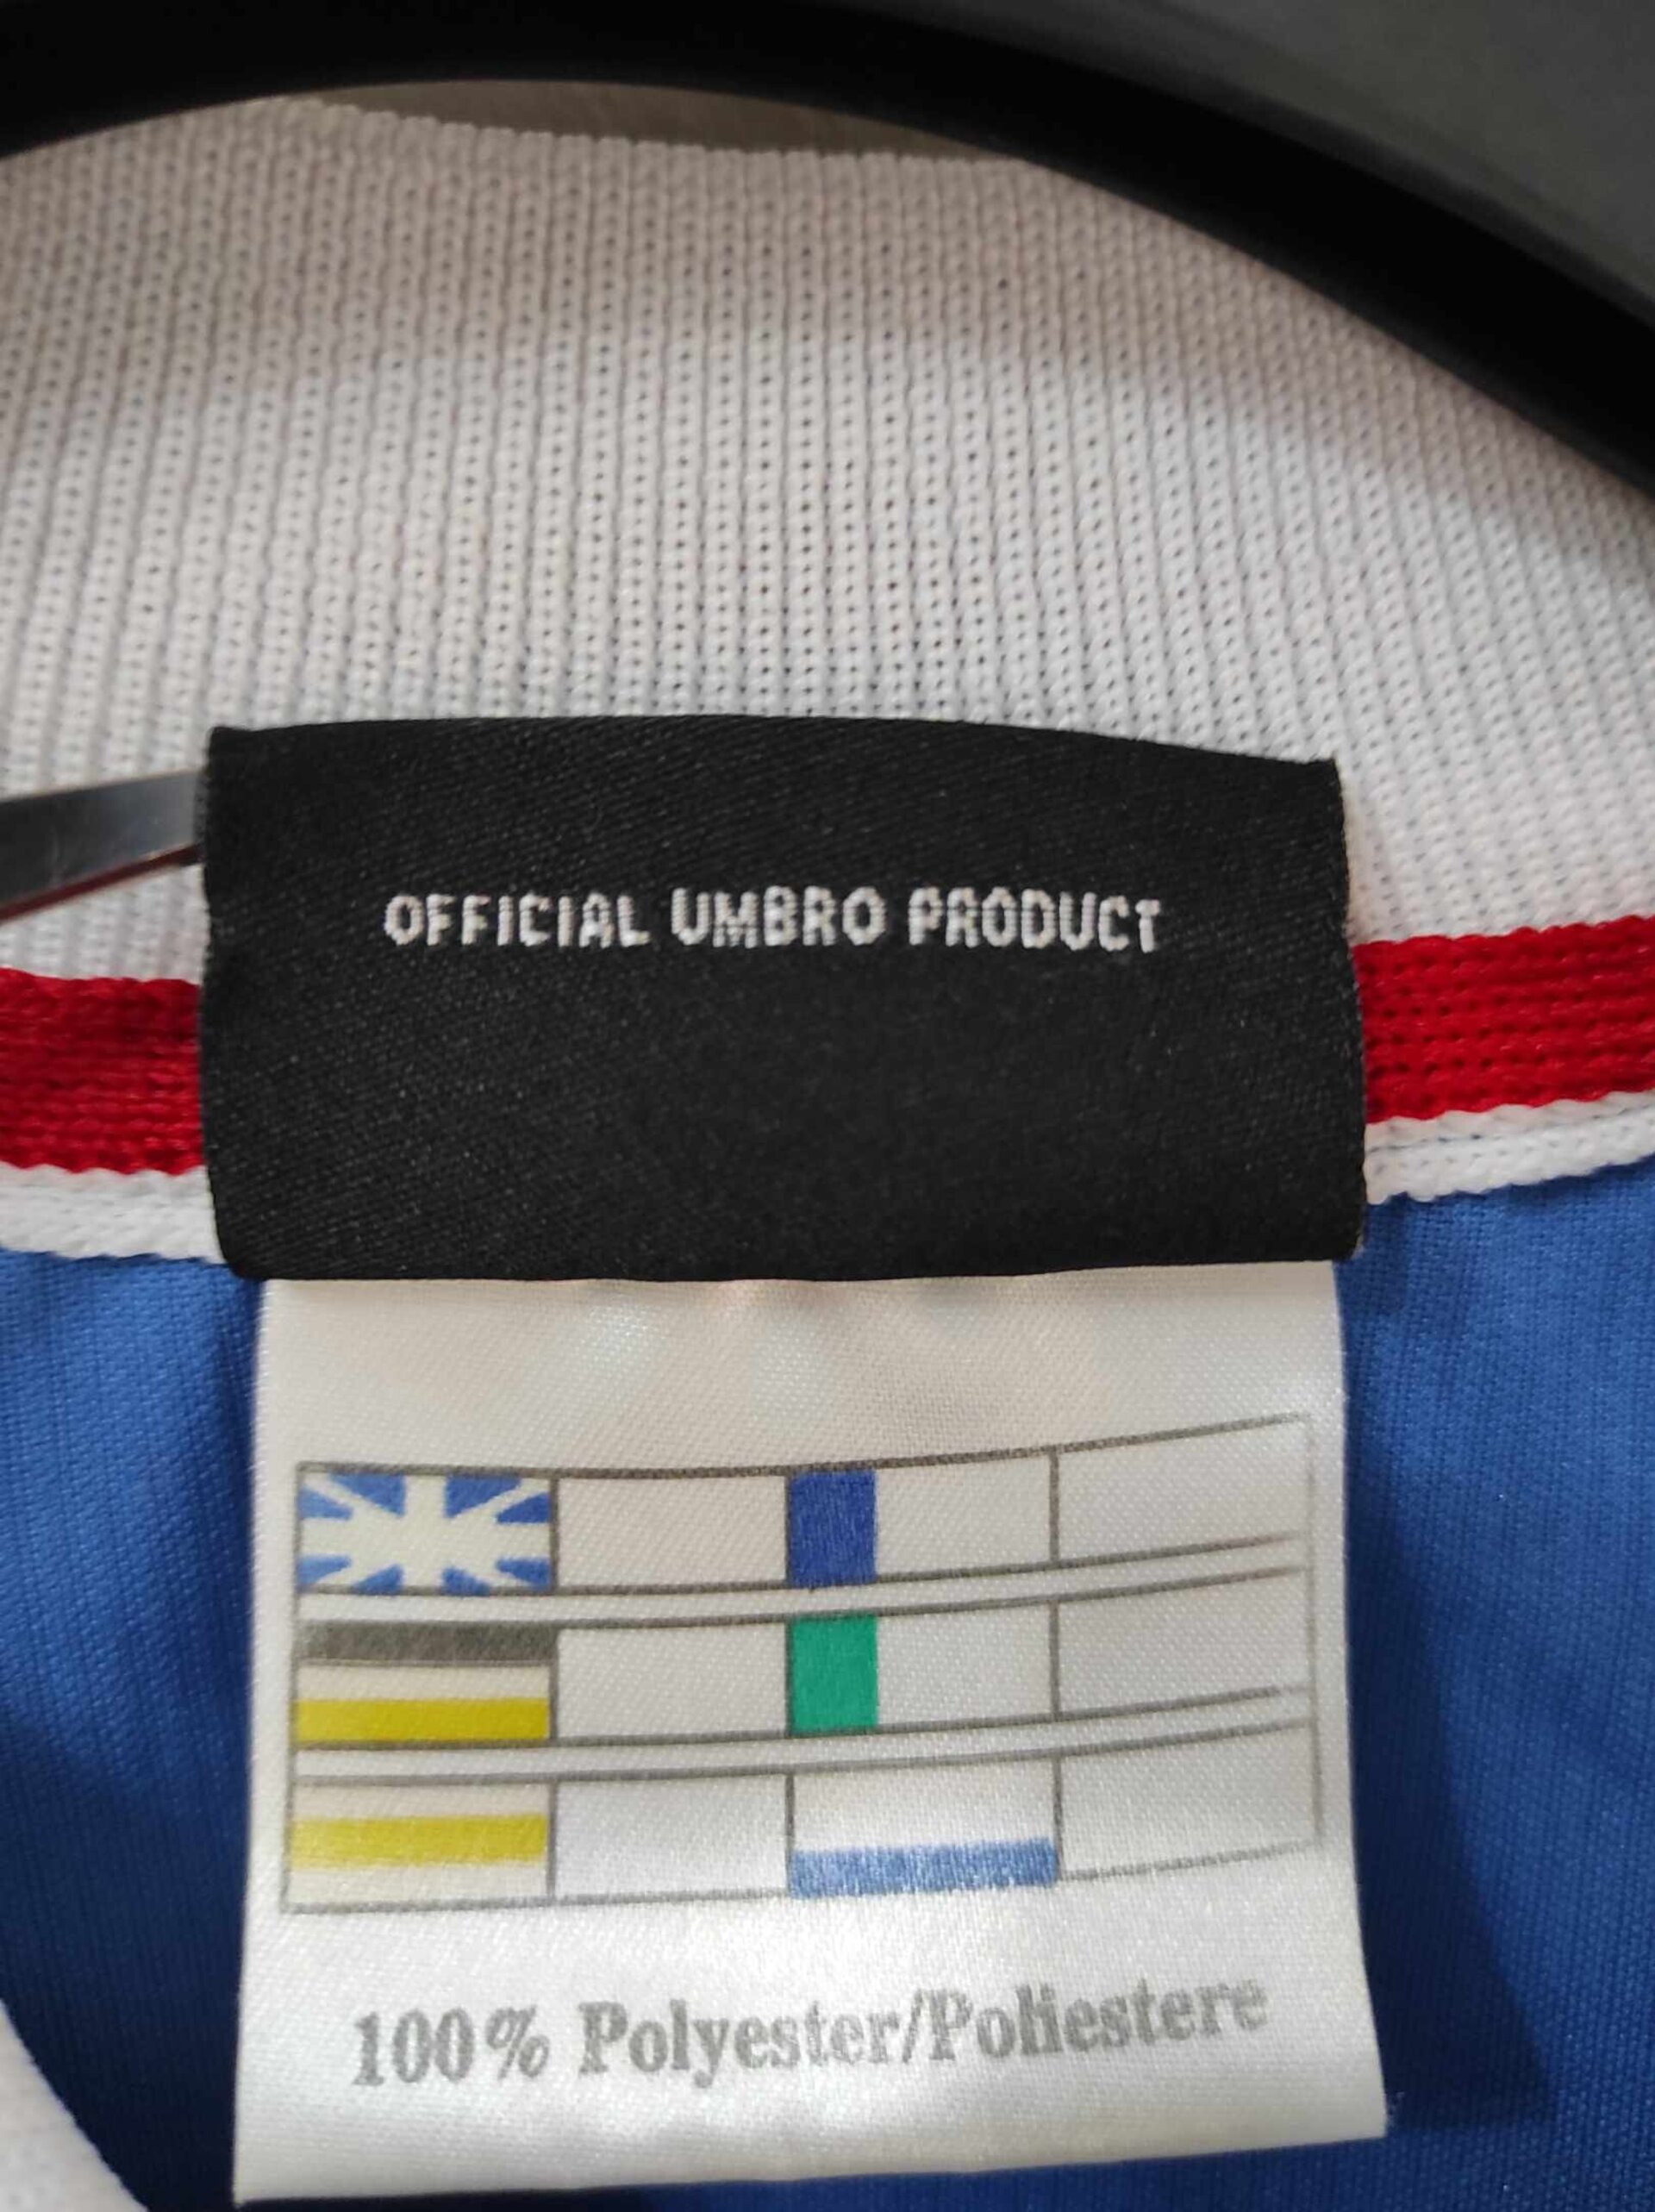 OFFICIAL UMBRO PRODUCT
100% Polyester/Poliestere